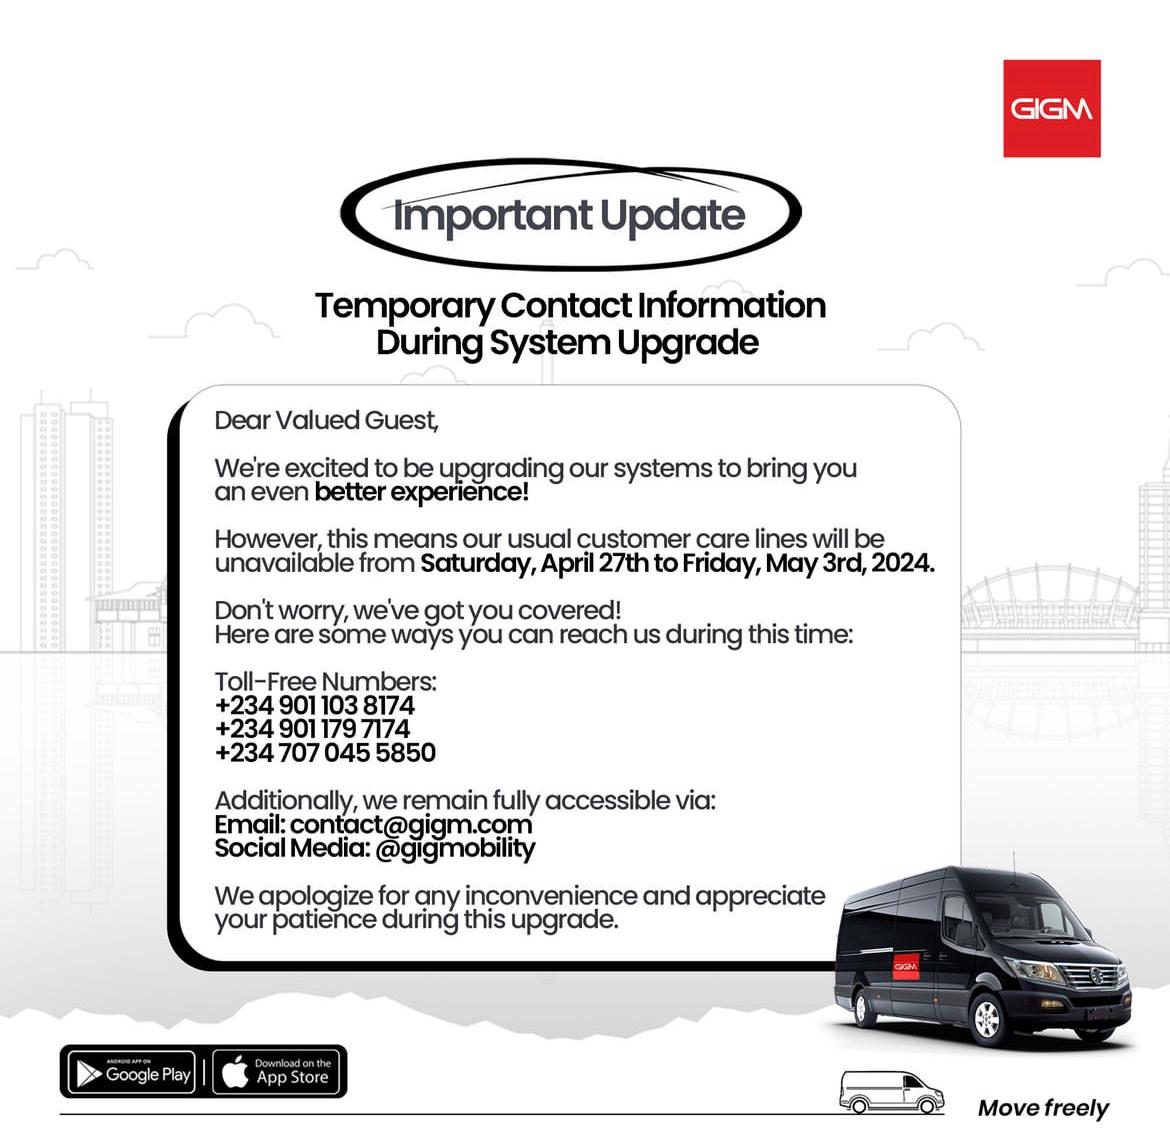 GIGM
Important Update
Temporary Contact Information
During System Upgrade
Dear Valued Guest,
We're excited to be upgrading our systems to bring you
an even better experience!
However, this means our usual customer care lines will be
unavailable from Saturday, April 27th to Friday, May 3rd, 2024.
Don't worry, we've got you covered!
Here are some ways you can reach us during this time:
Toll-Free Numbers:
+234 901 103 8174
+234 901 179 7174
+234 707 045 5850
Additionally, we remain fully accessible via:
Email: contact@gigm.com
Social Media: @gigmobility
We apologize for any inconvenience and appreciate
your patience during this upgrade.
GIGM
ANDROID APP ON
Google Play
Download on the
App Store
Move freely